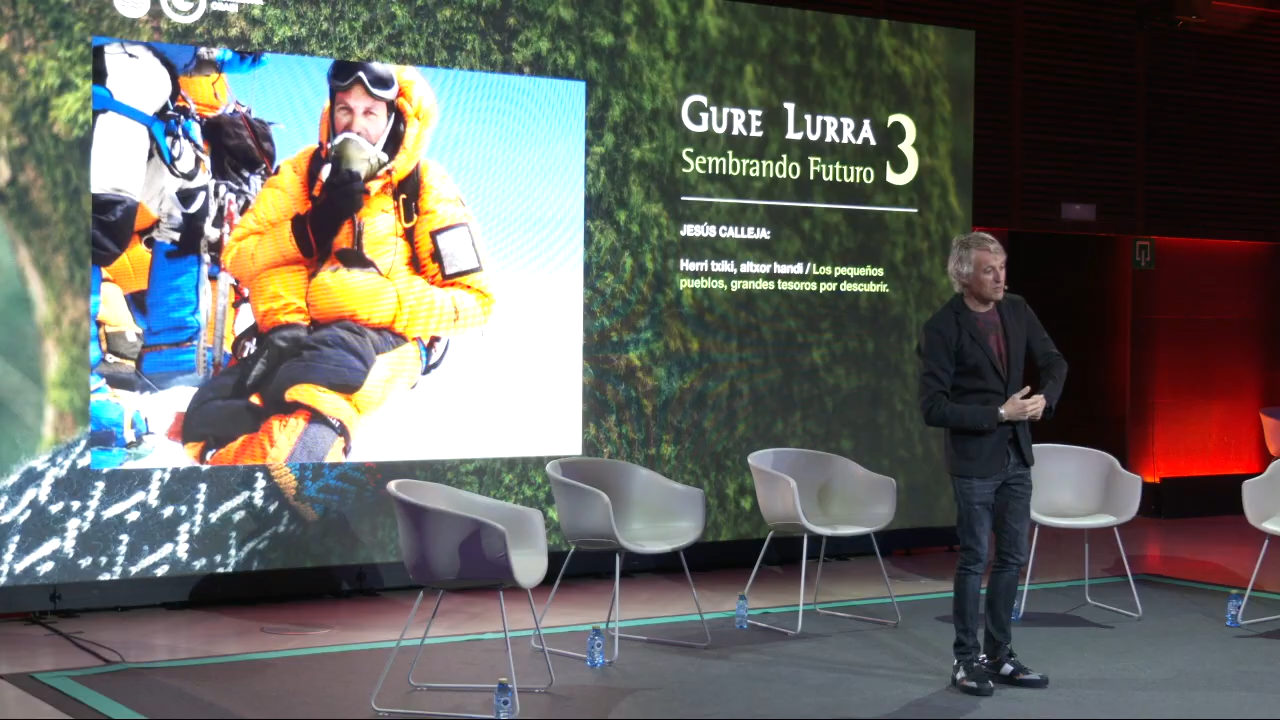 GURE LURRA 3
Sembrando Futuro
JESÚS CALLEJA:
Herri txiki, altxor handi / Los pequeños
pueblos, grandes tesoros por descubrir.